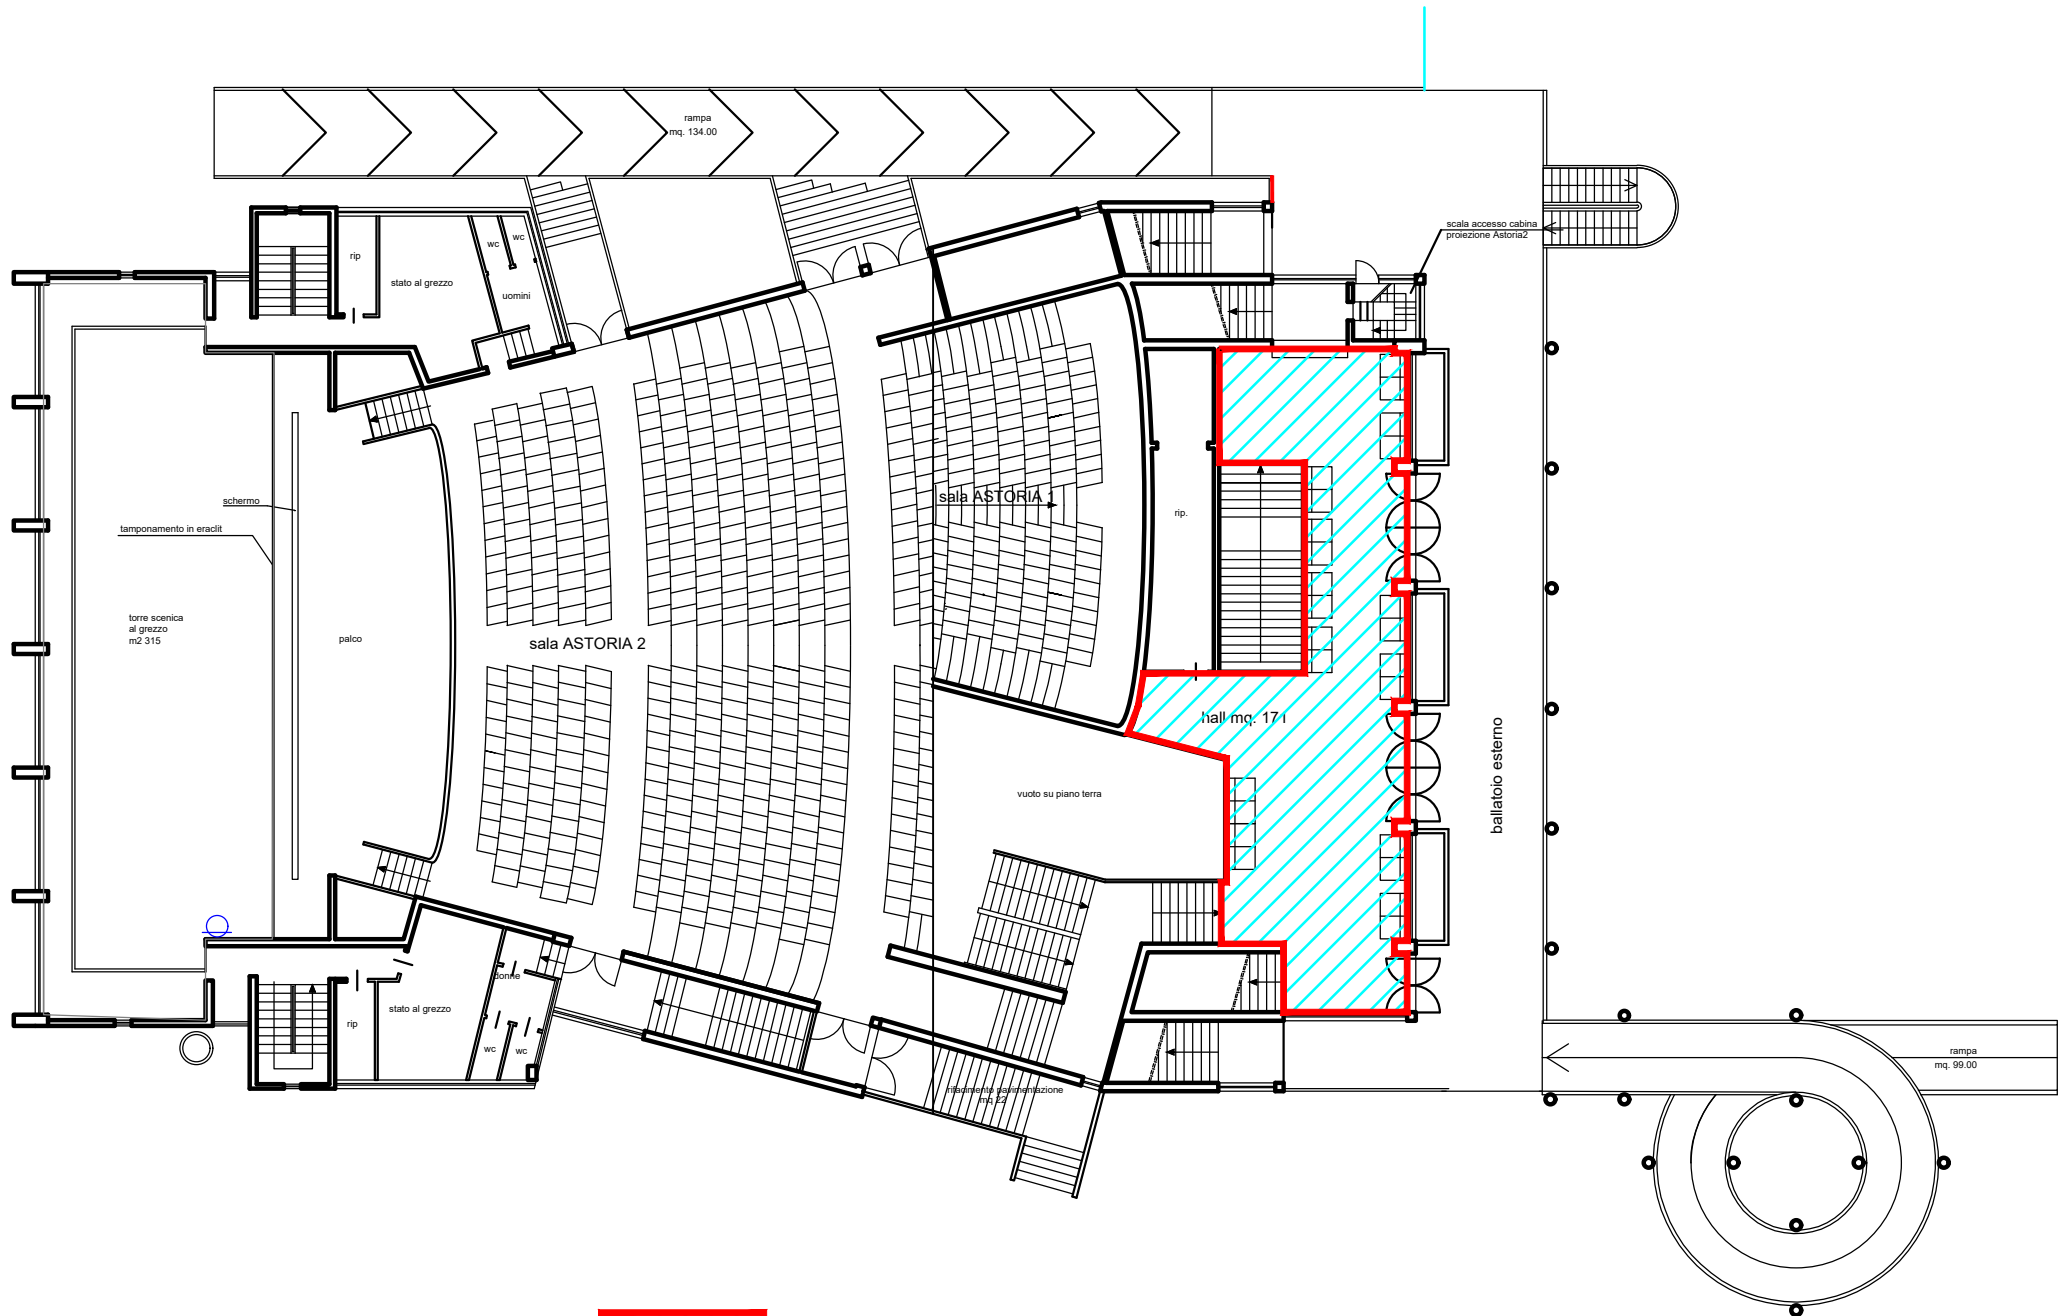 rampa
mq. 134.00
scala accesso cabina
proiezione Astoria2
rip
stato al grezzo
wc
wc
uomini
schermo
tamponamento in eraclit
sala ASTORIA 1
rip.
torre scenica
al grezzo
m2 315
palco
sala ASTORIA 2
hall mq. 171
vuoto su piano terra
ballatoio esterno
donne
rip
stato al grezzo
wc
wc
rifacimento pavimentazione
mq 22
rampa
mq. 99.00